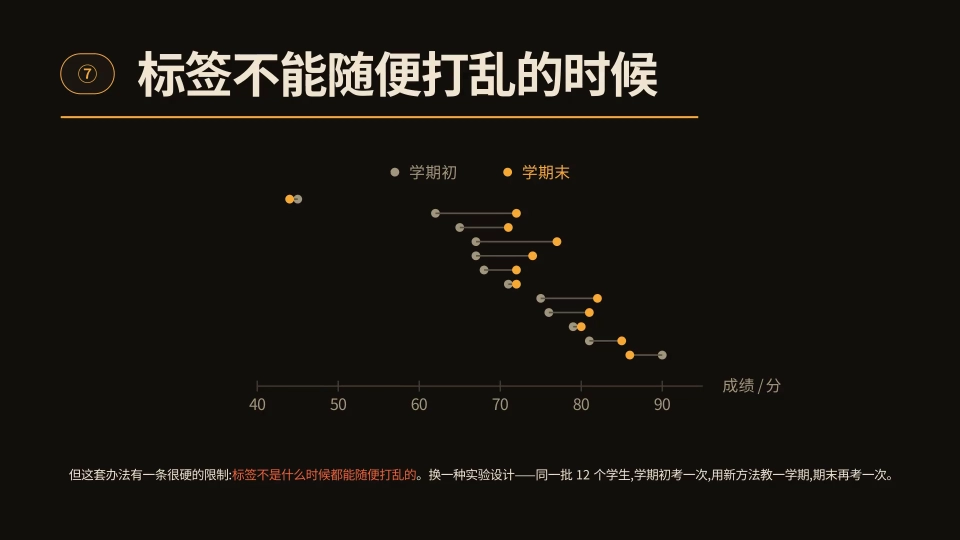 ⑦ 标签不能随便打乱的时候
学期初 学期末
成绩 / 分
40 50 60 70 80 90
但这套办法有一条很硬的限制:标签不是什么时候都能随便打乱的。换一种实验设计——同一批 12 个学生,学期初考一次,用新方法教一学期,期末再考一次。